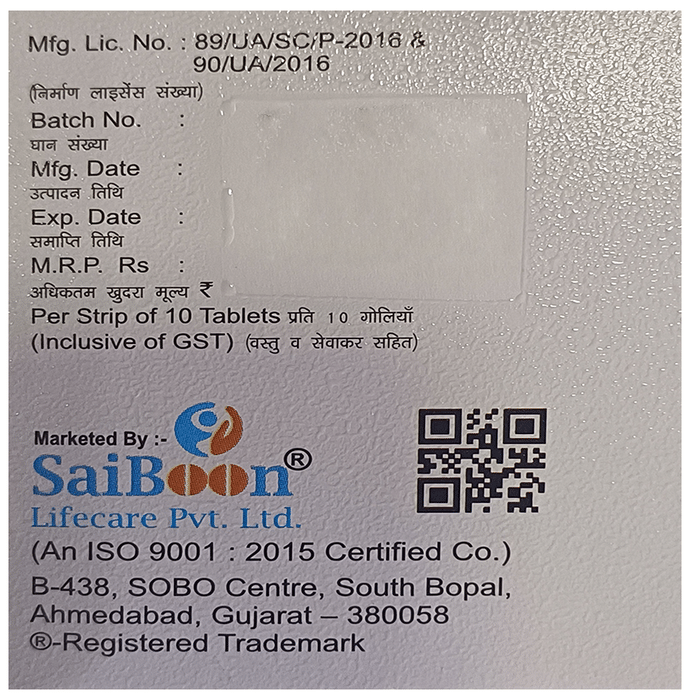 Mfg. Lic. No. : 89/UA/SC/P-2016 &
90/UA/2016
(निर्माण लाइसेंस संख्या)
Batch No. :
घान संख्या
Mfg. Date :
उत्पादन तिथि
Exp. Date :
समाप्ति तिथि
M.R.P. Rs :
अधिकतम खुदरा मूल्य ₹
Per Strip of 10 Tablets प्रति 10 गोलियाँ
(Inclusive of GST) (वस्तु व सेवाकर सहित)
Marketed By :-
SaiBoon®
Lifecare Pvt. Ltd.
(An ISO 9001 : 2015 Certified Co.)
B-438, SOBO Centre, South Bopal,
Ahmedabad, Gujarat – 380058
®-Registered Trademark